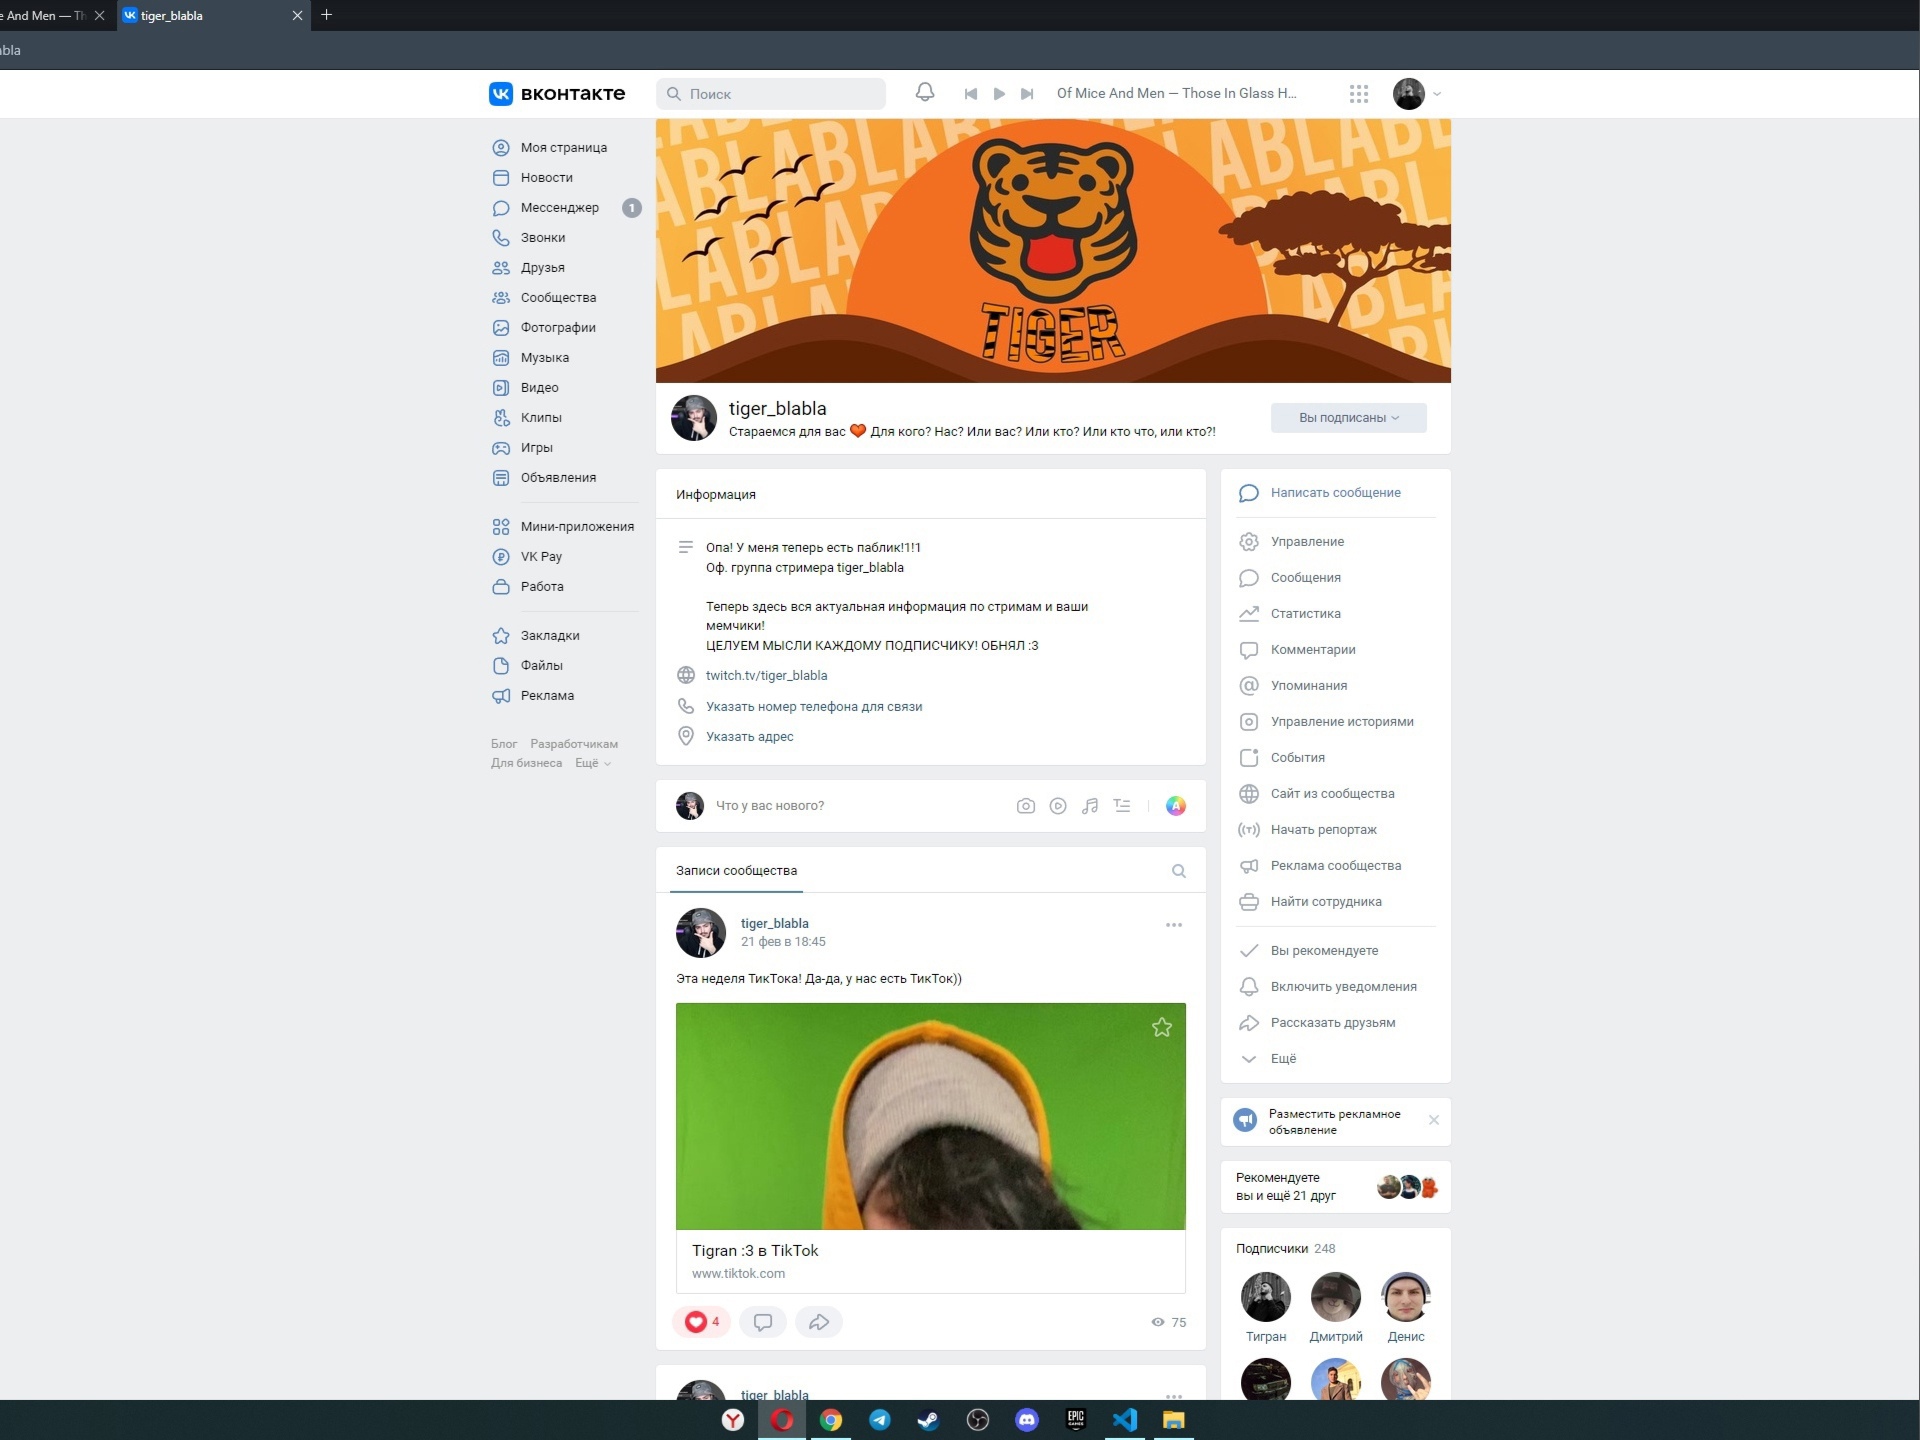 e And Men — Th
tiger_blabla
abla
ВКОНТАКТЕ
Поиск
Of Mice And Men — Those In Glass H...
Моя страница
Новости
Мессенджер 1
Звонки
Друзья
Сообщества
Фотографии
Музыка
Видео
Клипы
Игры
Объявления
Мини-приложения
VK Pay
Работа
Закладки
Файлы
Реклама
Блог Разработчикам
Для бизнеса Ещё
TIGER
tiger_blabla
Стараемся для вас ❤ Для кого? Нас? Или вас? Или кто? Или кто что, или кто?!
Вы подписаны
Информация
Опа! У меня теперь есть паблик!1!1
Оф. группа стримера tiger_blabla
Теперь здесь вся актуальная информация по стримам и ваши
мемчики!
ЦЕЛУЕМ МЫСЛИ КАЖДОМУ ПОДПИСЧИКУ! ОБНЯЛ :3
twitch.tv/tiger_blabla
Указать номер телефона для связи
Указать адрес
Что у вас нового?
Записи сообщества
tiger_blabla
21 фев в 18:45
Эта неделя ТикТока! Да-да, у нас есть ТикТок))
Tigran :3 в TikTok
www.tiktok.com
4
75
tiger_blabla
Написать сообщение
Управление
Сообщения
Статистика
Комментарии
Упоминания
Управление историями
События
Сайт из сообщества
Начать репортаж
Реклама сообщества
Найти сотрудника
Вы рекомендуете
Включить уведомления
Рассказать друзьям
Ещё
Разместить рекламное
объявление
Рекомендуете
вы и ещё 21 друг
Подписчики 248
Тигран Дмитрий Денис
EPIC
GAMES